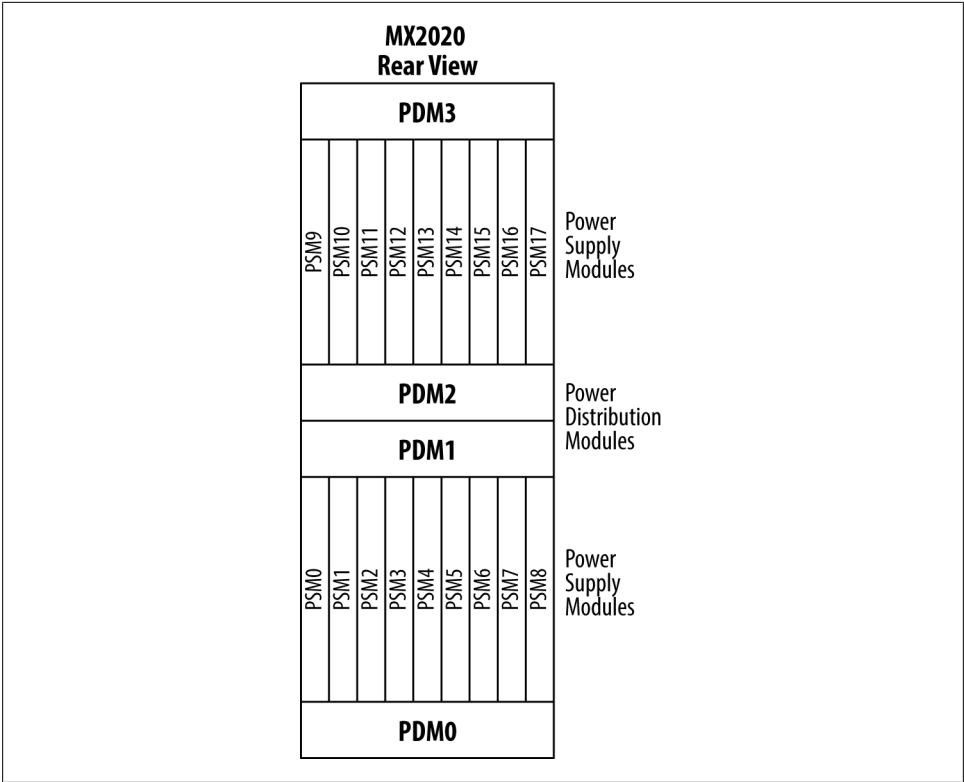 MX2020
Rear View
PDM3
PSM9
PSM10
PSM11
PSM12
PSM13
PSM14
PSM15
PSM16
PSM17
Power
Supply
Modules
PDM2
Power
Distribution
Modules
PDM1
PSM0
PSM1
PSM2
PSM3
PSM4
PSM5
PSM6
PSM7
PSM8
Power
Supply
Modules
PDM0